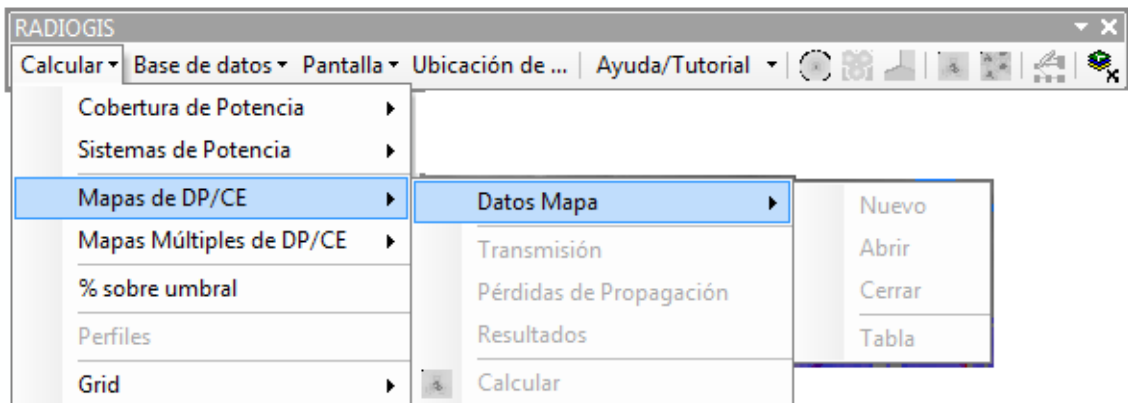 RADIOGIS
Calcular Base de datos Pantalla Ubicación de ... Ayuda/Tutorial
Cobertura de Potencia
Sistemas de Potencia
Mapas de DP/CE
Mapas Múltiples de DP/CE
% sobre umbral
Perfiles
Grid
Datos Mapa
Transmisión
Pérdidas de Propagación
Resultados
Calcular
Nuevo
Abrir
Cerrar
Tabla